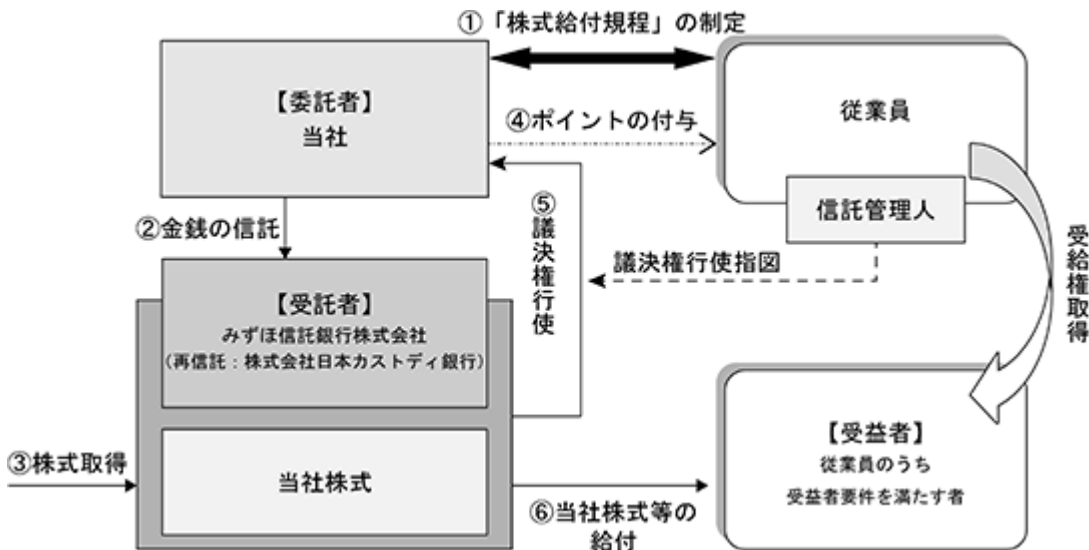 ①「株式給付規程」の制定
【委託者】
当社
④ポイントの付与
従業員
信託管理人
②金銭の信託
⑤議決権行使
議決権行使指図
受給権取得
【受託者】
みずほ信託銀行株式会社
(再信託：株式会社日本カストディ銀行)
③株式取得
当社株式
⑥当社株式等の
給付
【受益者】
従業員のうち
受益者要件を満たす者